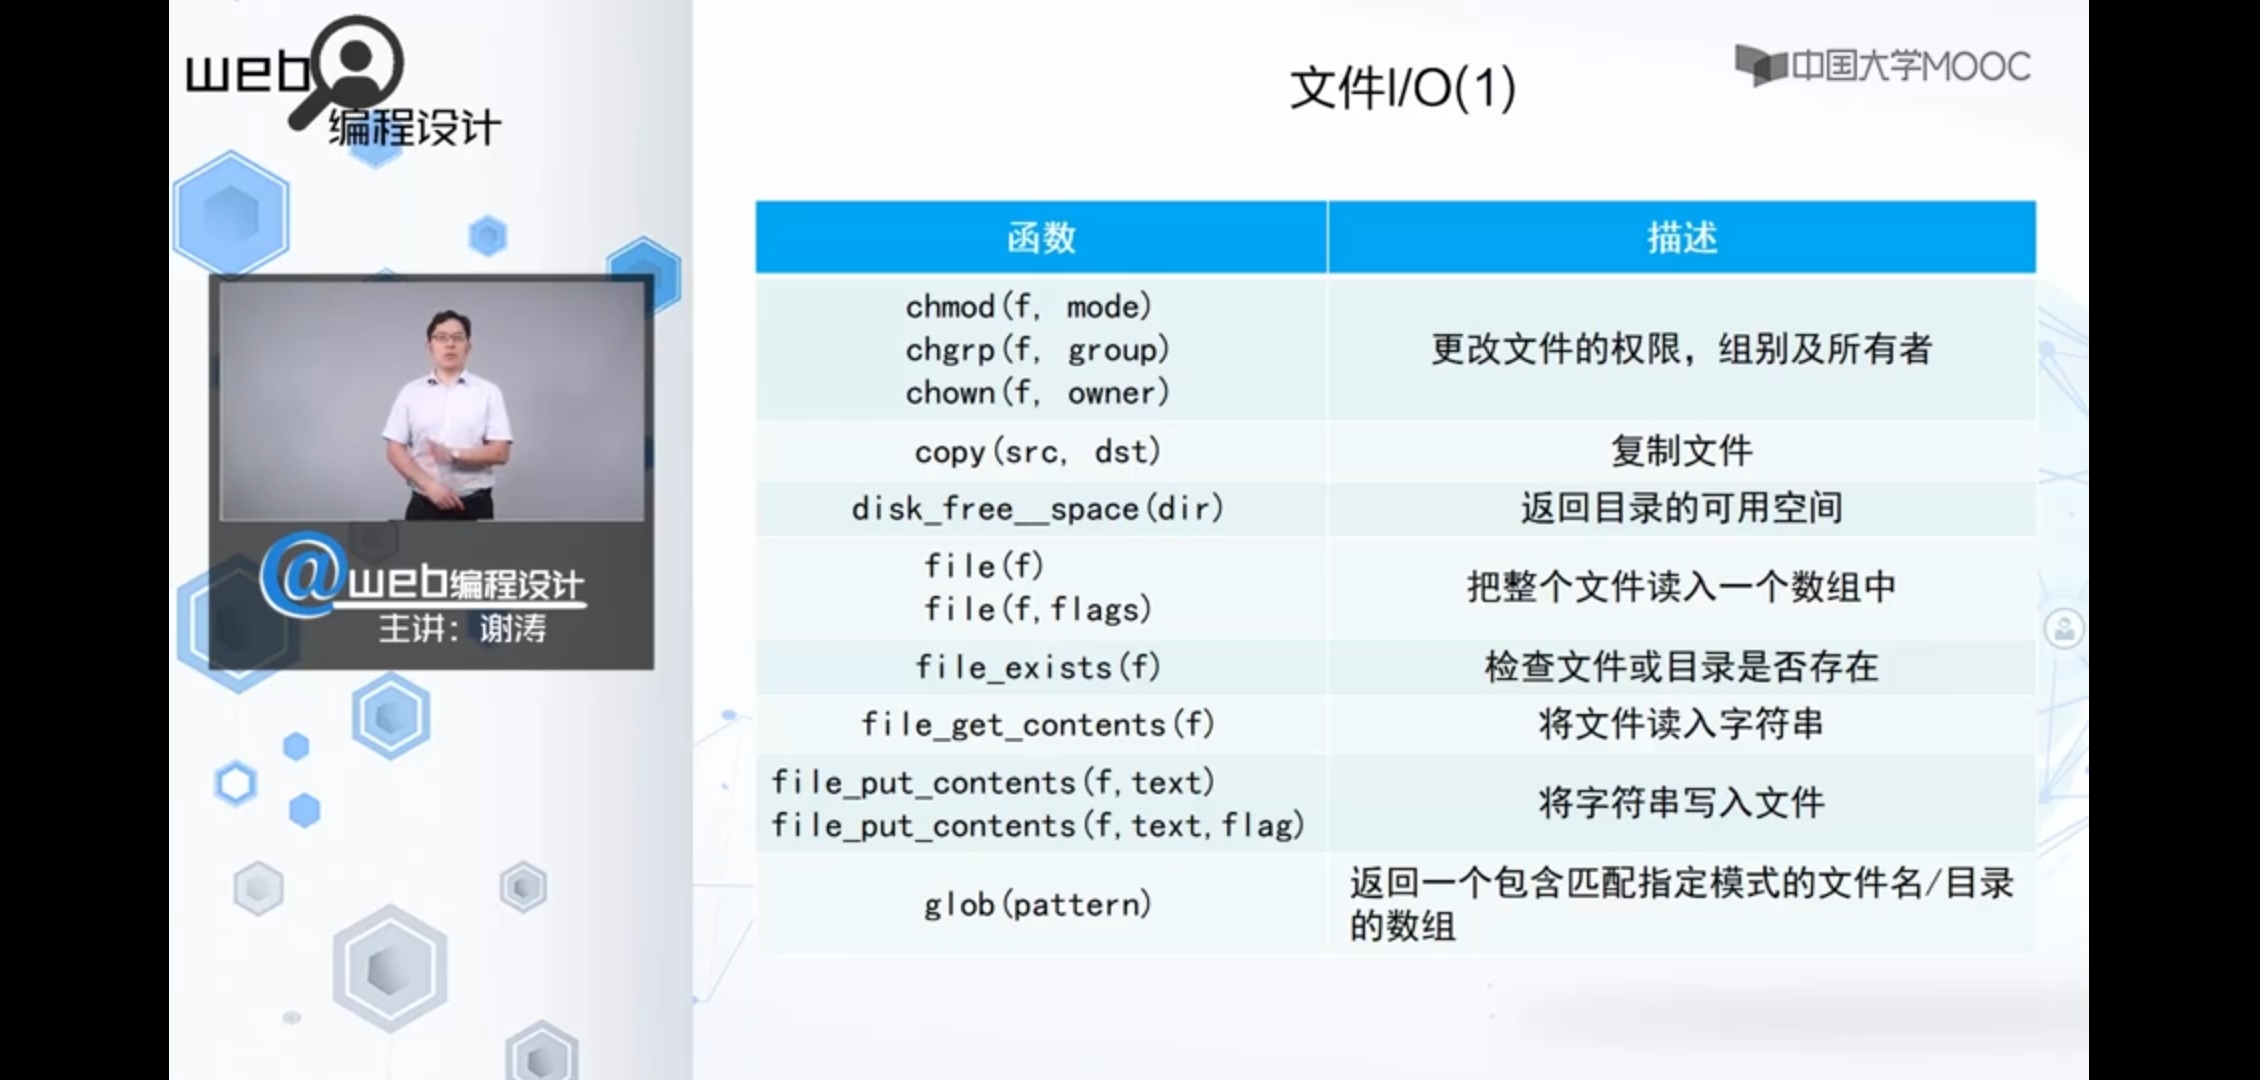 web
编程设计
中国大学MOOC
文件I/O(1)
函数 描述
chmod(f, mode)
chgrp(f, group)
chown(f, owner)
更改文件的权限，组别及所有者
copy(src, dst) 复制文件
disk_free__space(dir) 返回目录的可用空间
file(f)
file(f,flags)
把整个文件读入一个数组中
file_exists(f) 检查文件或目录是否存在
file_get_contents(f) 将文件读入字符串
file_put_contents(f,text)
file_put_contents(f,text,flag)
将字符串写入文件
glob(pattern)
返回一个包含匹配指定模式的文件名/目录
的数组
@web编程设计
主讲：谢涛